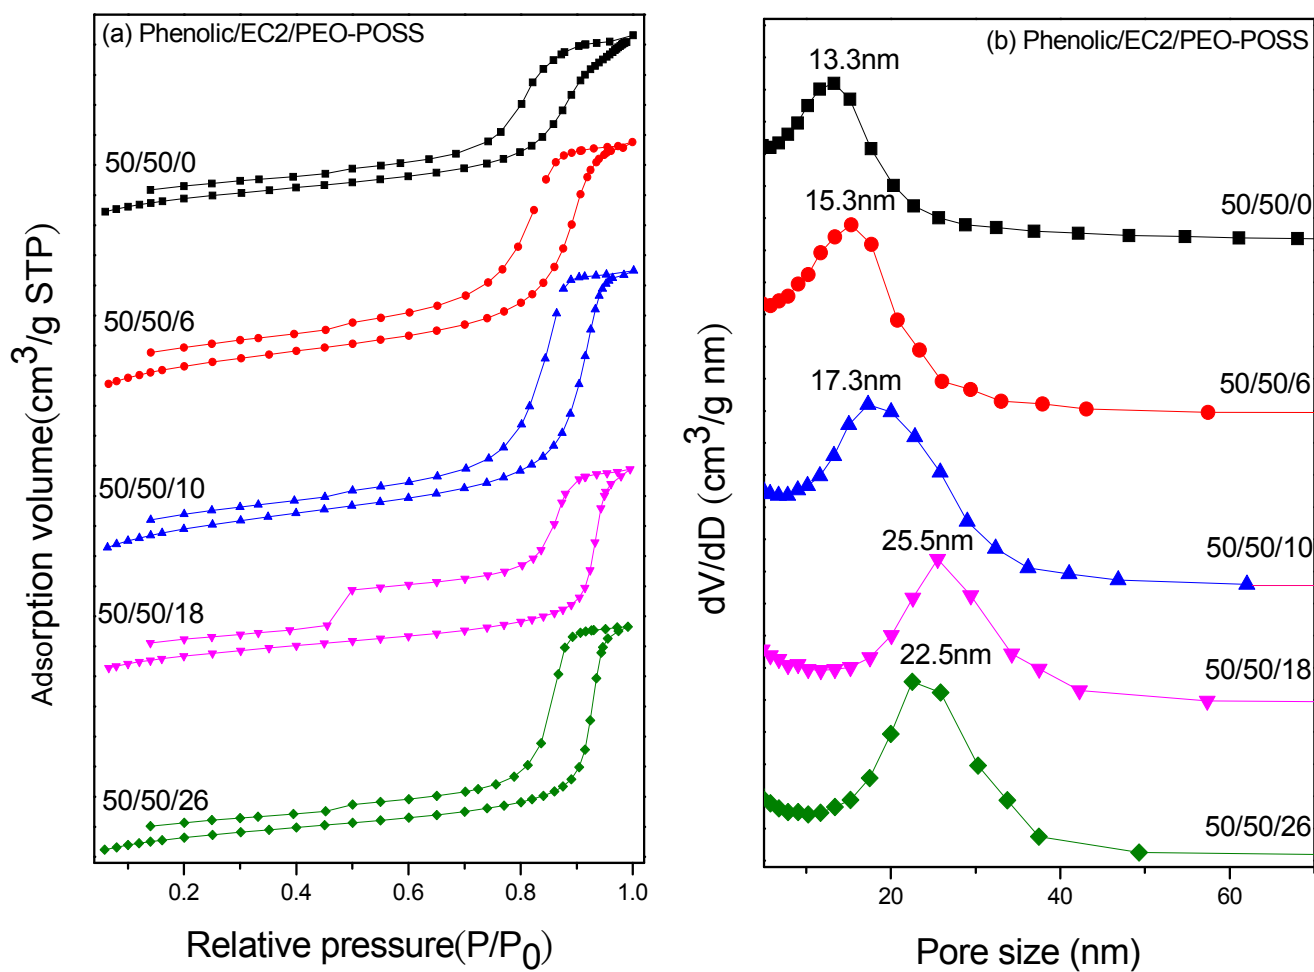 (a) Phenolic/EC2/PEO-POSS
50/50/0
50/50/6
50/50/10
50/50/18
50/50/26
Adsorption volume(cm³/g STP)
0.2 0.4 0.6 0.8 1.0
Relative pressure(P/P₀)
(b) Phenolic/EC2/PEO-POSS
13.3nm
50/50/0
15.3nm
50/50/6
17.3nm
50/50/10
25.5nm
50/50/18
22.5nm
50/50/26
dV/dD (cm³/g nm)
20 40 60
Pore size (nm)